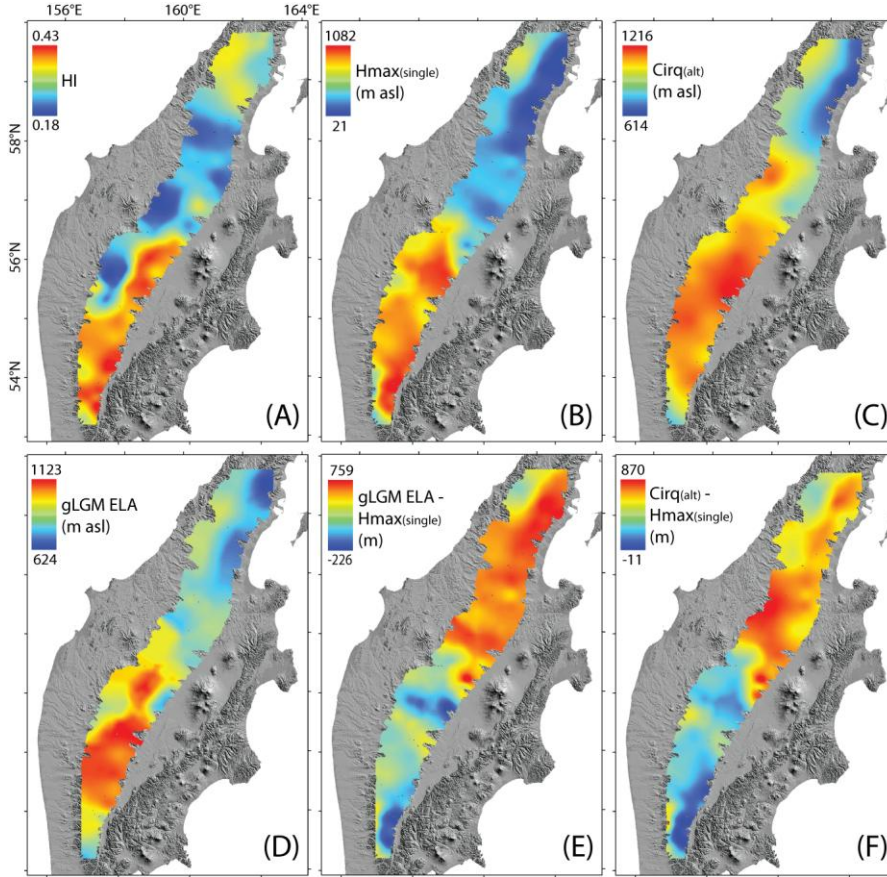 156°E 160°E
58°N
56°N
54°N
0.43
HI
0.18
(A)
1082
Hmax(single)
(m asl)
21
(B)
1216
Cirq(alt)
(m asl)
614
(C)
1123
gLGM ELA
(m asl)
624
(D)
759
gLGM ELA -
Hmax(single)
(m)
-226
(E)
870
Cirq(alt) -
Hmax(single)
(m)
-11
(F)